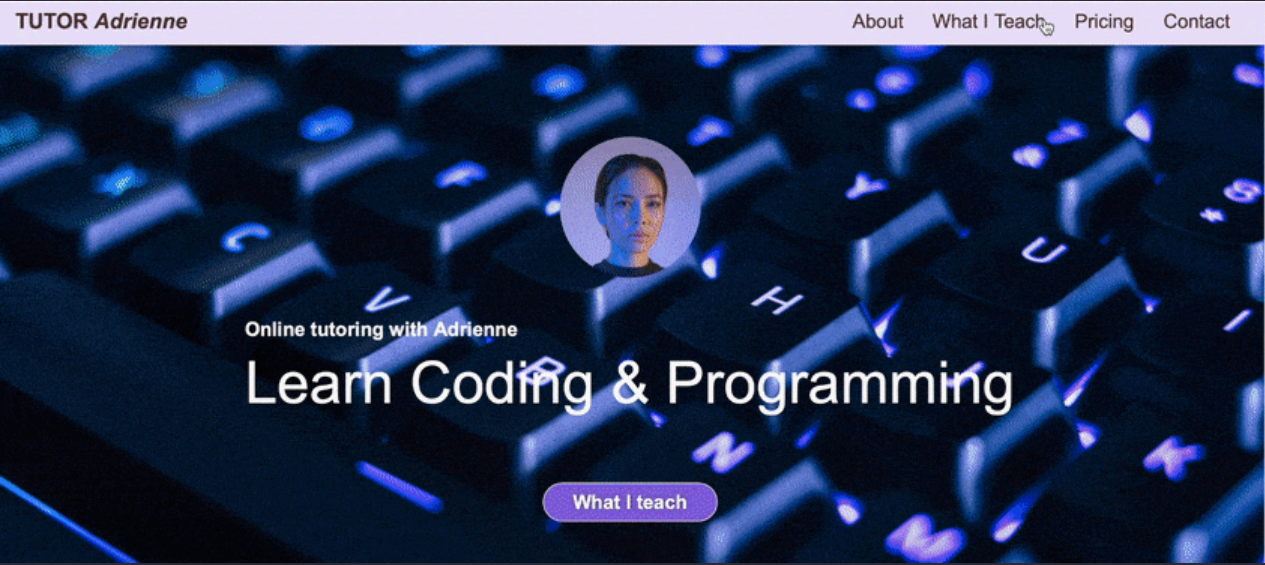 TUTOR Adrienne
About What I Teach Pricing Contact
Online tutoring with Adrienne
Learn Coding & Programming
What I teach
C
V
B
H
Y
U
N
M
K
I